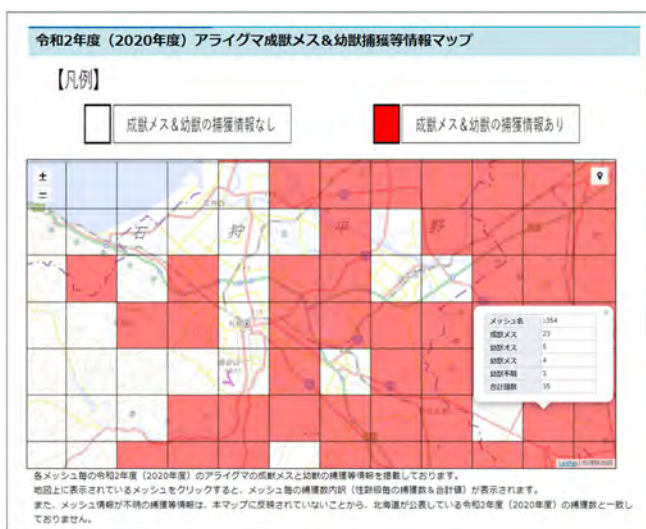 令和2年度（2020年度）アライグマ成獣メス＆幼獣捕獲等情報マップ
【凡例】
成獣メス＆幼獣の捕獲情報なし
成獣メス＆幼獣の捕獲情報あり
石 狩 平 野
メッシュ名
成獣メス 23
幼獣オス 5
幼獣メス 4
幼獣不明
合計頭数 35
Leaflet
各メッシュ毎の令和2年度（2020年度）のアライグマの成獣メスと幼獣の捕獲等情報を掲載しております。
地図上に表示されているメッシュをクリックすると、メッシュ毎の捕獲数内訳（性齢級毎の捕獲数＆合計値）が表示されます。
また、メッシュ情報が不明の捕獲等情報は、本マップに反映されていないことから、北海道が公表している令和2年度（2020年度）の捕獲数と一致して
おりません。